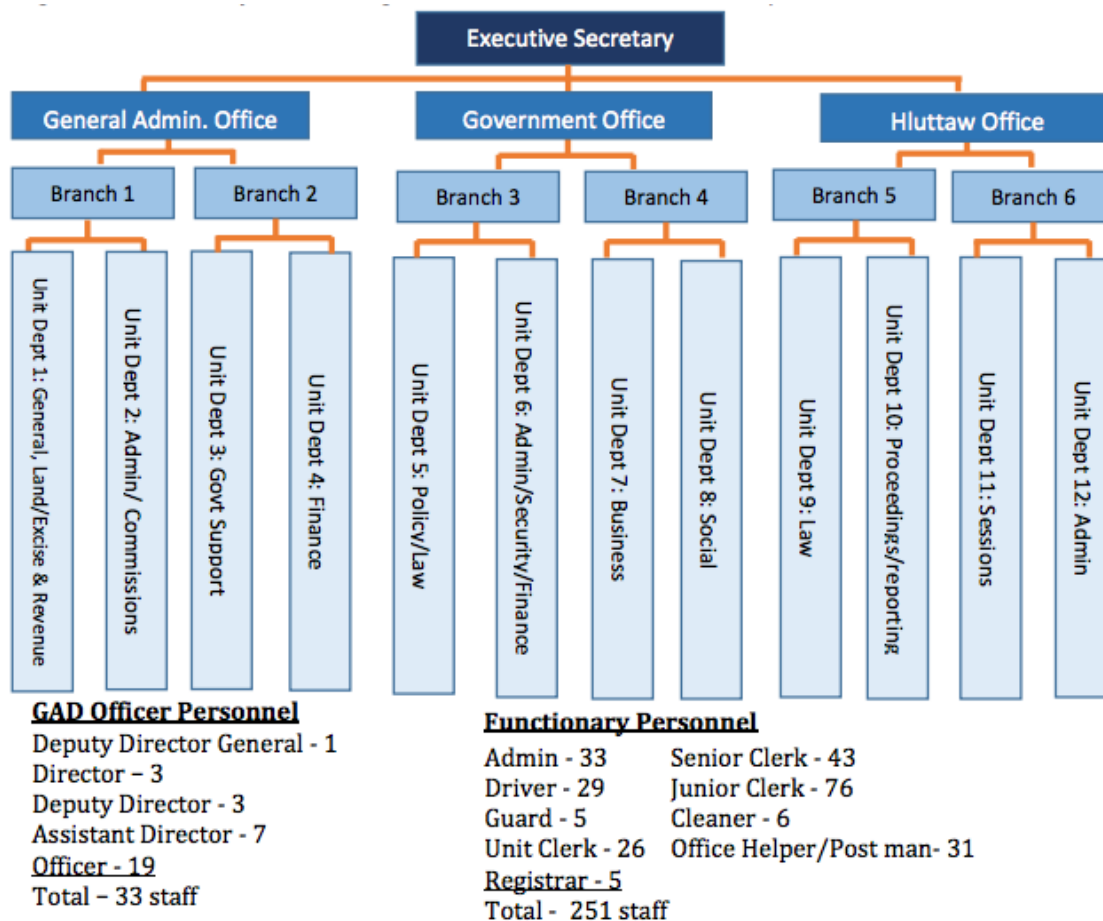 Executive Secretary
General Admin. Office
Government Office
Hluttaw Office
Branch 1
Branch 2
Branch 3
Branch 4
Branch 5
Branch 6
Unit Dept 1: General, Land/Excise & Revenue
Unit Dept 2: Admin/ Commissions
Unit Dept 3: Govt Support
Unit Dept 4: Finance
Unit Dept 5: Policy/Law
Unit Dept 6: Admin/Security/Finance
Unit Dept 7: Business
Unit Dept 8: Social
Unit Dept 9: Law
Unit Dept 10: Proceedings/reporting
Unit Dept 11: Sessions
Unit Dept 12: Admin
GAD Officer Personnel
Deputy Director General - 1
Director – 3
Deputy Director - 3
Assistant Director - 7
Officer - 19
Total – 33 staff
Functionary Personnel
Admin - 33 Senior Clerk - 43
Driver - 29 Junior Clerk - 76
Guard - 5 Cleaner - 6
Unit Clerk - 26 Office Helper/Post man- 31
Registrar - 5
Total - 251 staff